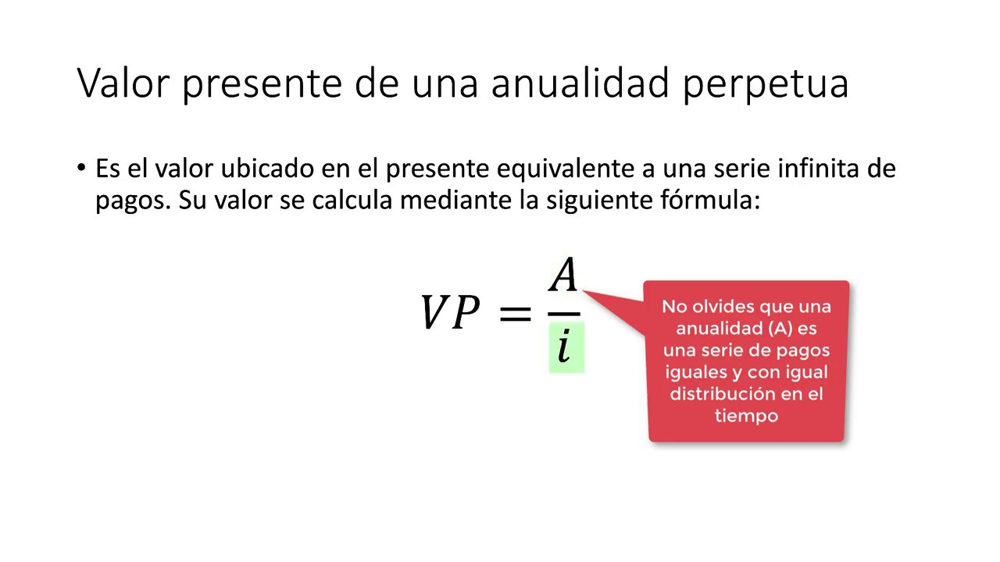 Valor presente de una anualidad perpetua
• Es el valor ubicado en el presente equivalente a una serie infinita de
pagos. Su valor se calcula mediante la siguiente fórmula:
VP = A/i
No olvides que una
anualidad (A) es
una serie de pagos
iguales y con igual
distribución en el
tiempo